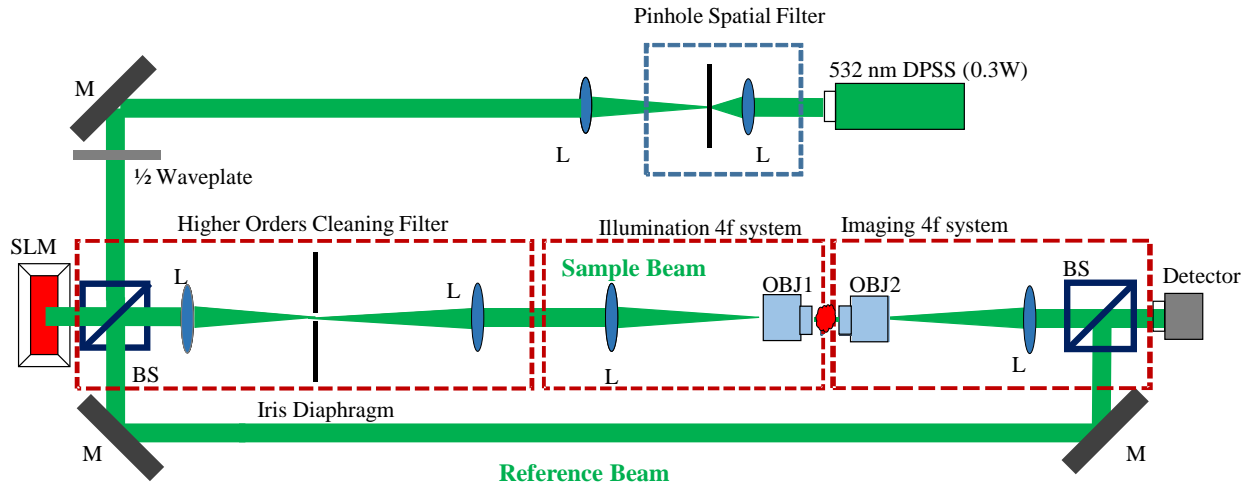 Pinhole Spatial Filter
532 nm DPSS (0.3W)
M
L
L
½ Waveplate
Higher Orders Cleaning Filter
Illumination 4f system
Imaging 4f system
SLM
Sample Beam
BS
Detector
L
L
OBJ1
OBJ2
BS
L
L
Iris Diaphragm
M
M
Reference Beam